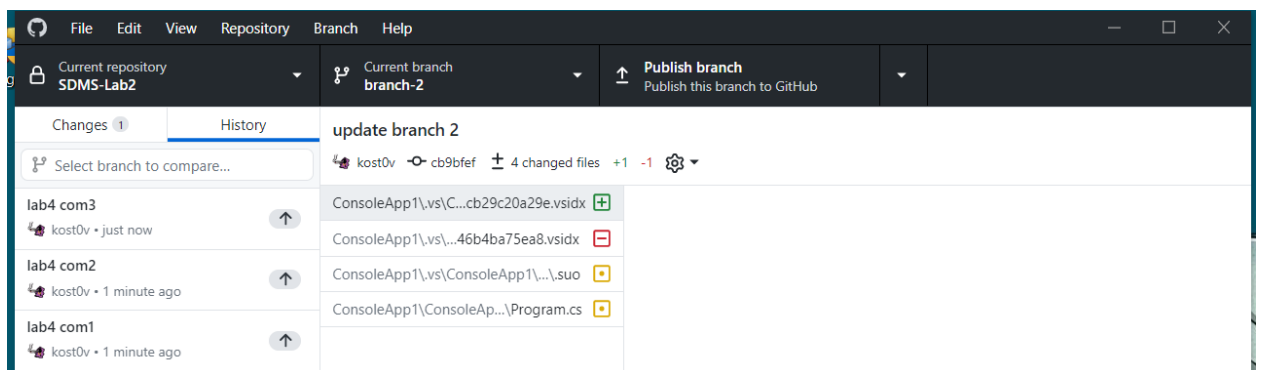 File Edit View Repository Branch Help
g
Current repository
SDMS-Lab2
Current branch
branch-2
Publish branch
Publish this branch to GitHub
Changes 1
History
Select branch to compare...
lab4 com3
kost0v • just now
lab4 com2
kost0v • 1 minute ago
lab4 com1
kost0v • 1 minute ago
update branch 2
kost0v cb9bfef 4 changed files +1 -1
ConsoleApp1\.vs\C...cb29c20a29e.vsidx
ConsoleApp1\.vs\...46b4ba75ea8.vsidx
ConsoleApp1\.vs\ConsoleApp1\...\.suo
ConsoleApp1\ConsoleAp...\Program.cs